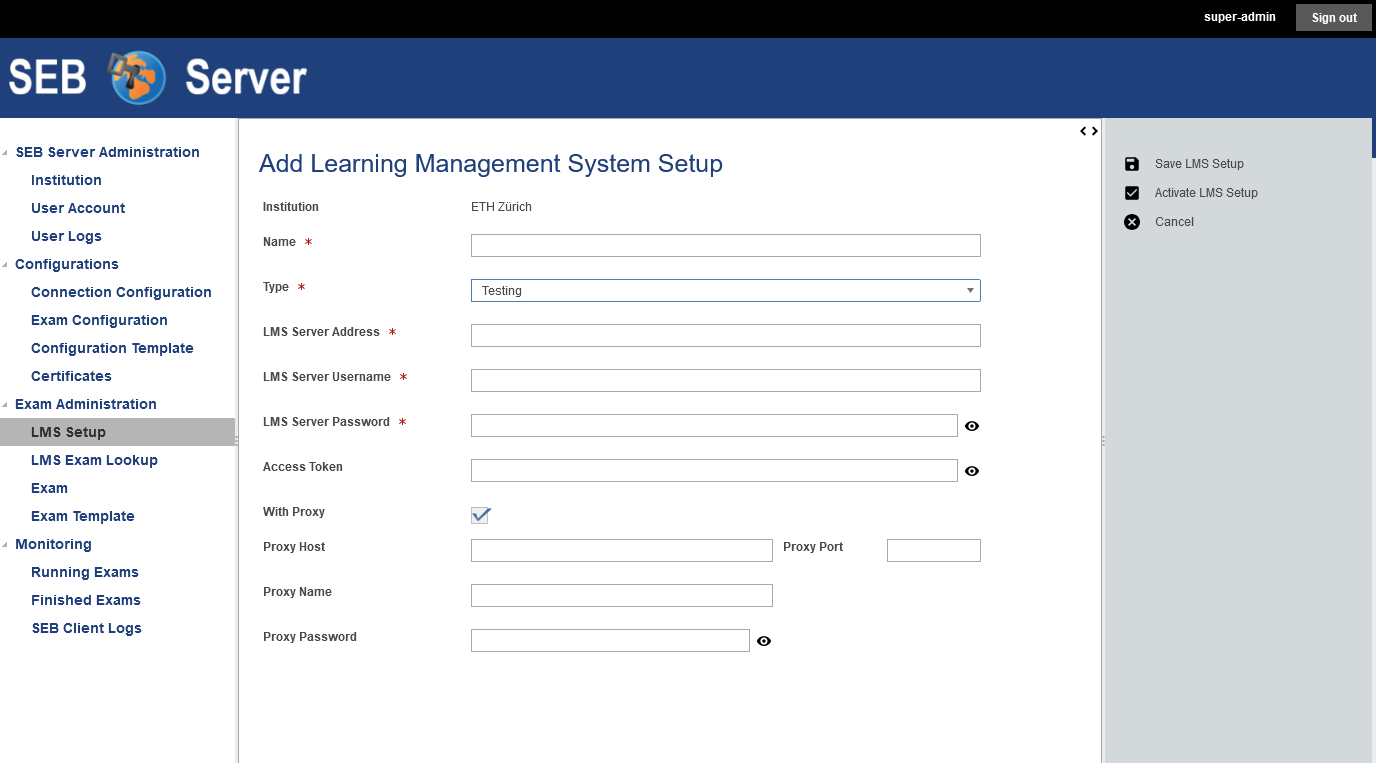 super-admin
Sign out
SEB Server
SEB Server Administration
Institution
User Account
User Logs
Configurations
Connection Configuration
Exam Configuration
Configuration Template
Certificates
Exam Administration
LMS Setup
LMS Exam Lookup
Exam
Exam Template
Monitoring
Running Exams
Finished Exams
SEB Client Logs
Add Learning Management System Setup
Institution ETH Zürich
Name *
Type * Testing
LMS Server Address *
LMS Server Username *
LMS Server Password *
Access Token
With Proxy
Proxy Host Proxy Port
Proxy Name
Proxy Password
Save LMS Setup
Activate LMS Setup
Cancel